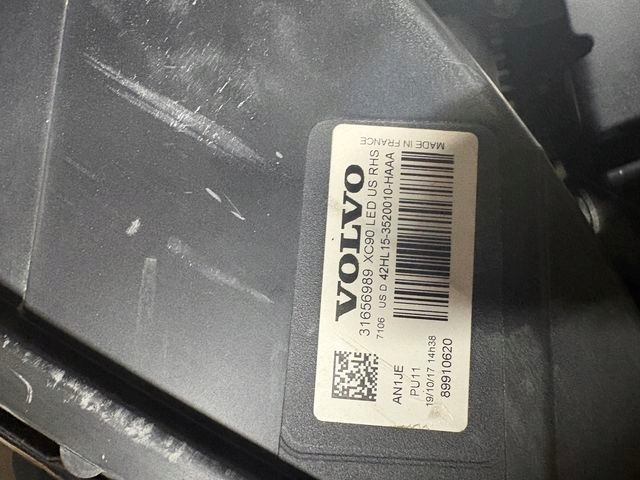 VOLVO
31656989 XC90 LED US RHS
7106 US D 42HL15-3520010-HAAA
MADE IN FRANCE
AN1JE
PU11
19/10/17 14h38
89910620